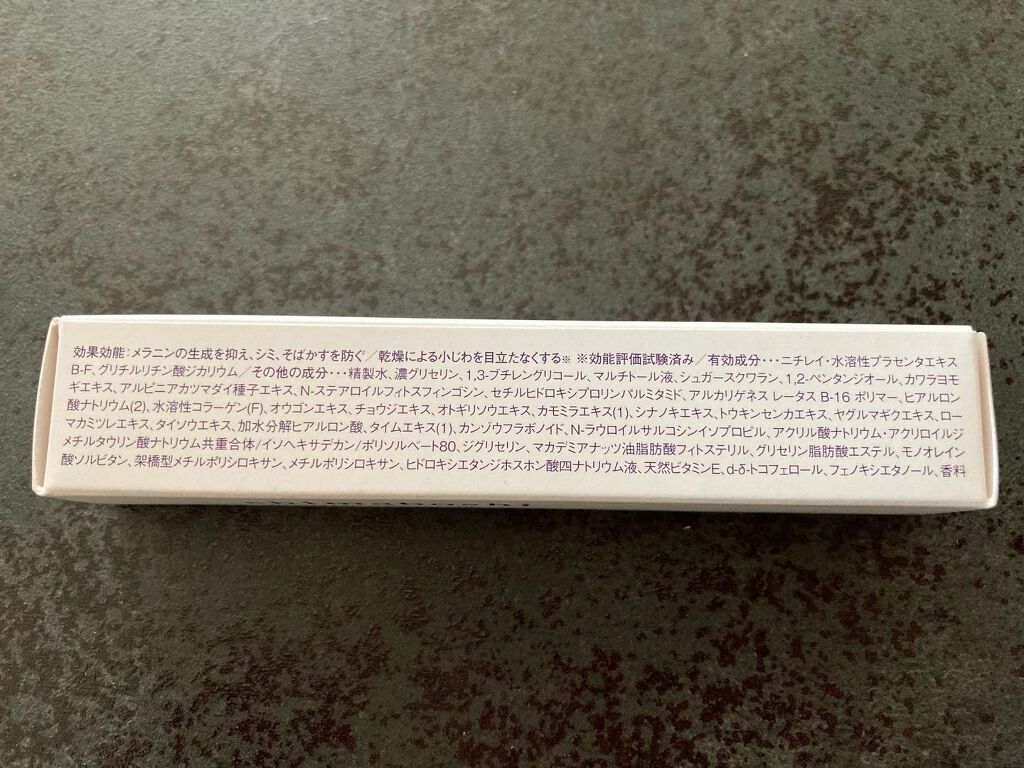 効果効能：メラニンの生成を抑え、シミ、そばかすを防ぐ／乾燥による小じわを目立たなくする※ ※効能評価試験済み／有効成分･･･ニチレイ・水溶性プラセンタエキス
B-F、グリチルリチン酸ジカリウム／その他の成分･･･精製水、濃グリセリン、1,3-ブチレングリコール、マルチトール液、シュガースクワラン、1,2-ペンタンジオール、カワラヨモ
ギエキス、アルピニアカツマダイ種子エキス、N-ステアロイルフィトスフィンゴシン、セチルヒドロキシプロリンパルミタミド、アルカリゲネス レータス B-16 ポリマー、ヒアルロン
酸ナトリウム(2)、水溶性コラーゲン(F)、オウゴンエキス、チョウジエキス、オトギリソウエキス、カモミラエキス(1)、シナノキエキス、トウキンセンカエキス、ヤグルマギクエキス、ロー
マカミツレエキス、タイソウエキス、加水分解ヒアルロン酸、タイムエキス(1)、カンゾウフラボノイド、N-ラウロイルサルコシンイソプロピル、アクリル酸ナトリウム・アクリロイルジ
メチルタウリン酸ナトリウム共重合体/イソヘキサデカン/ポリソルベート80、ジグリセリン、マカデミアナッツ油脂肪酸フィトステリル、グリセリン脂肪酸エステル、モノオレイン
酸ソルビタン、架橋型メチルポリシロキサン、メチルポリシロキサン、ヒドロキシエタンジホスホン酸四ナトリウム液、天然ビタミンE、d-δ-トコフェロール、フェノキシエタノール、香料